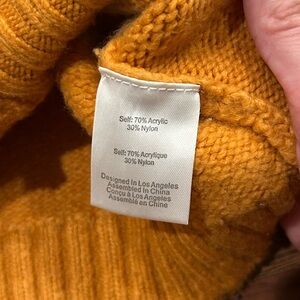 Self: 70% Acrylic
30% Nylon
Self: 70% Acrylique
30% Nylon
Designed in Los Angeles
Assembled in China
Conçu à Los Angeles
Assemblé en Chine